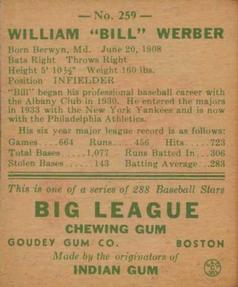 — No. 259 —
WILLIAM "BILL" WERBER
Born Berwyn, Md. June 20, 1908
Bats Right Throws Right
Height 5' 10½" Weight 160 lbs.
Position INFIELDER
"Bill" began his professional baseball career with
the Albany Club in 1930. He entered the majors
in 1933 with the New York Yankees and is now
with the Philadelphia Athletics.
His six year major league record is as follows:
Games 664 Runs 456 Hits 723
Total Bases 1,077 Runs Batted In 306
Stolen Bases 143 Batting Average .283
This is one of a series of 288 Baseball Stars
BIG LEAGUE
CHEWING GUM
GOUDEY GUM CO. BOSTON
Made by the originators of
INDIAN GUM